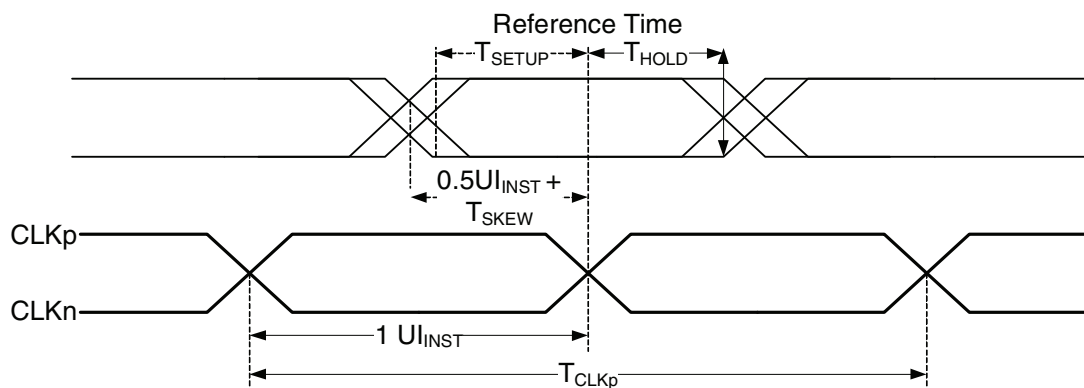 Reference Time
T_SETUP T_HOLD
0.5UI_INST +
T_SKEW
CLKp
CLKn
1 UI_INST
T_CLKp